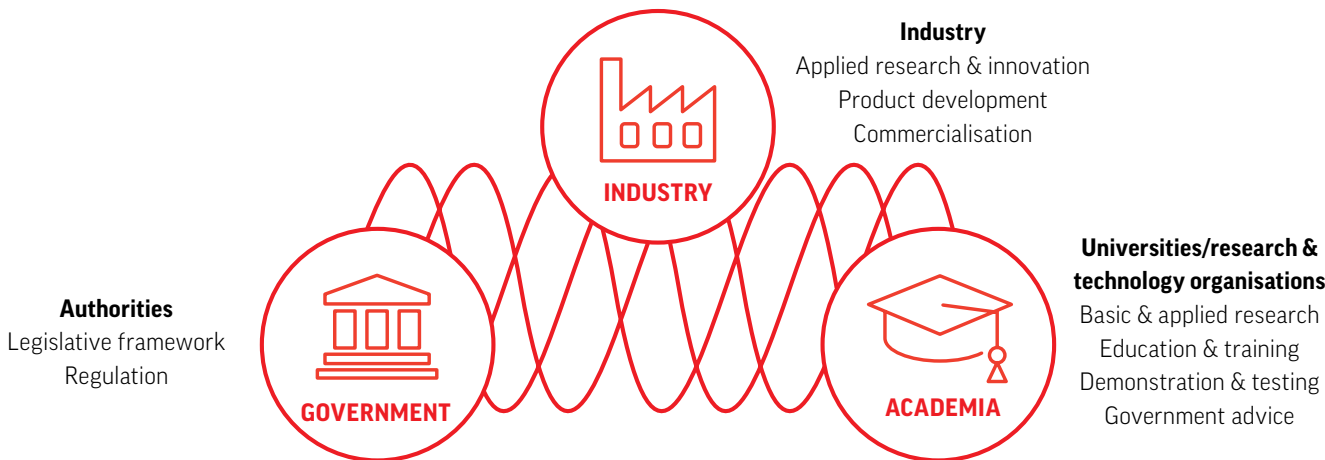 Industry
Applied research & innovation
Product development
Commercialisation
INDUSTRY
Authorities
Legislative framework
Regulation
GOVERNMENT
ACADEMIA
Universities/research &
technology organisations
Basic & applied research
Education & training
Demonstration & testing
Government advice